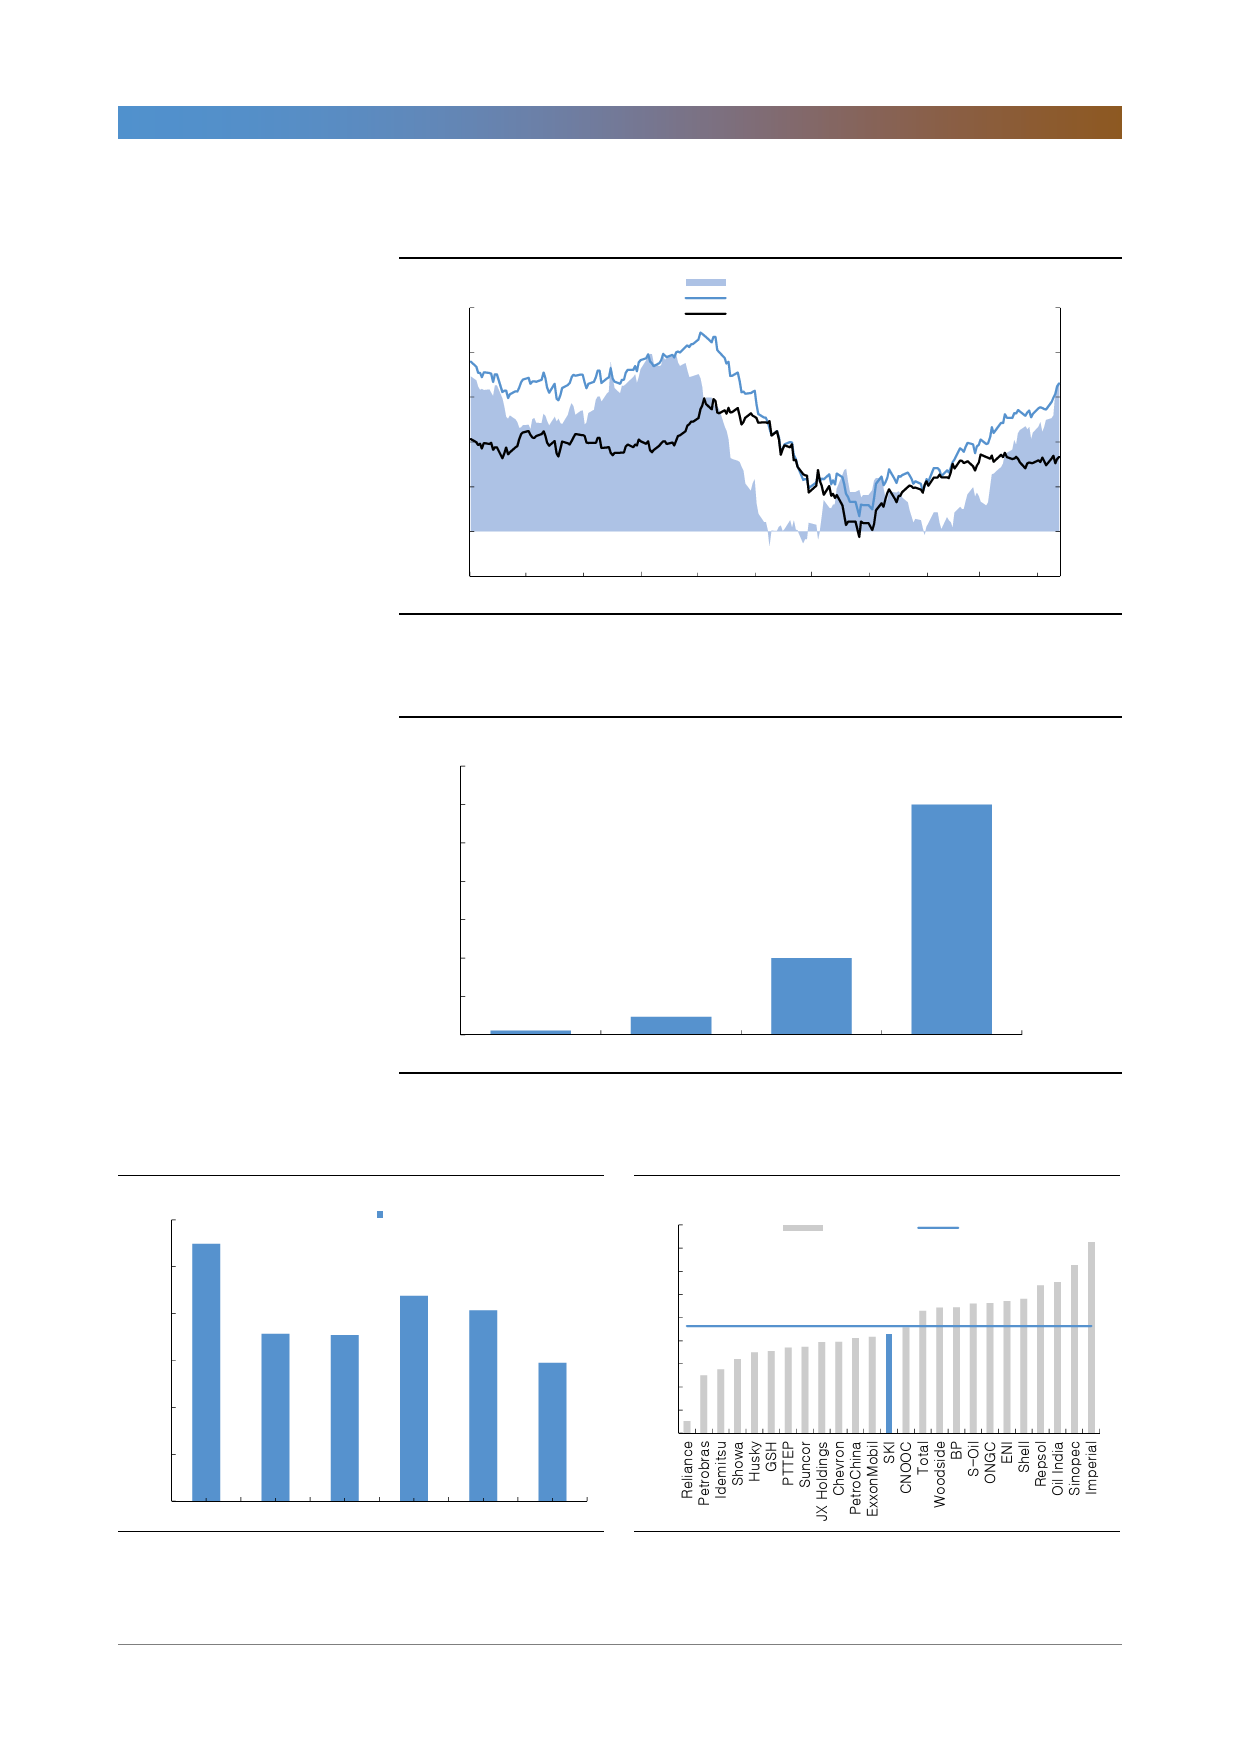 Reliance
Petrobras
Idemitsu
Showa
Husky
GSH
PTTEP
Suncor
JX Holdings
Chevron
PetroChina
ExxonMobil
SKI
CNOOC
Total
Woodside
BP
S-Oil
ONGC
ENI
Shell
Repsol
Oil India
Sinopec
Imperial